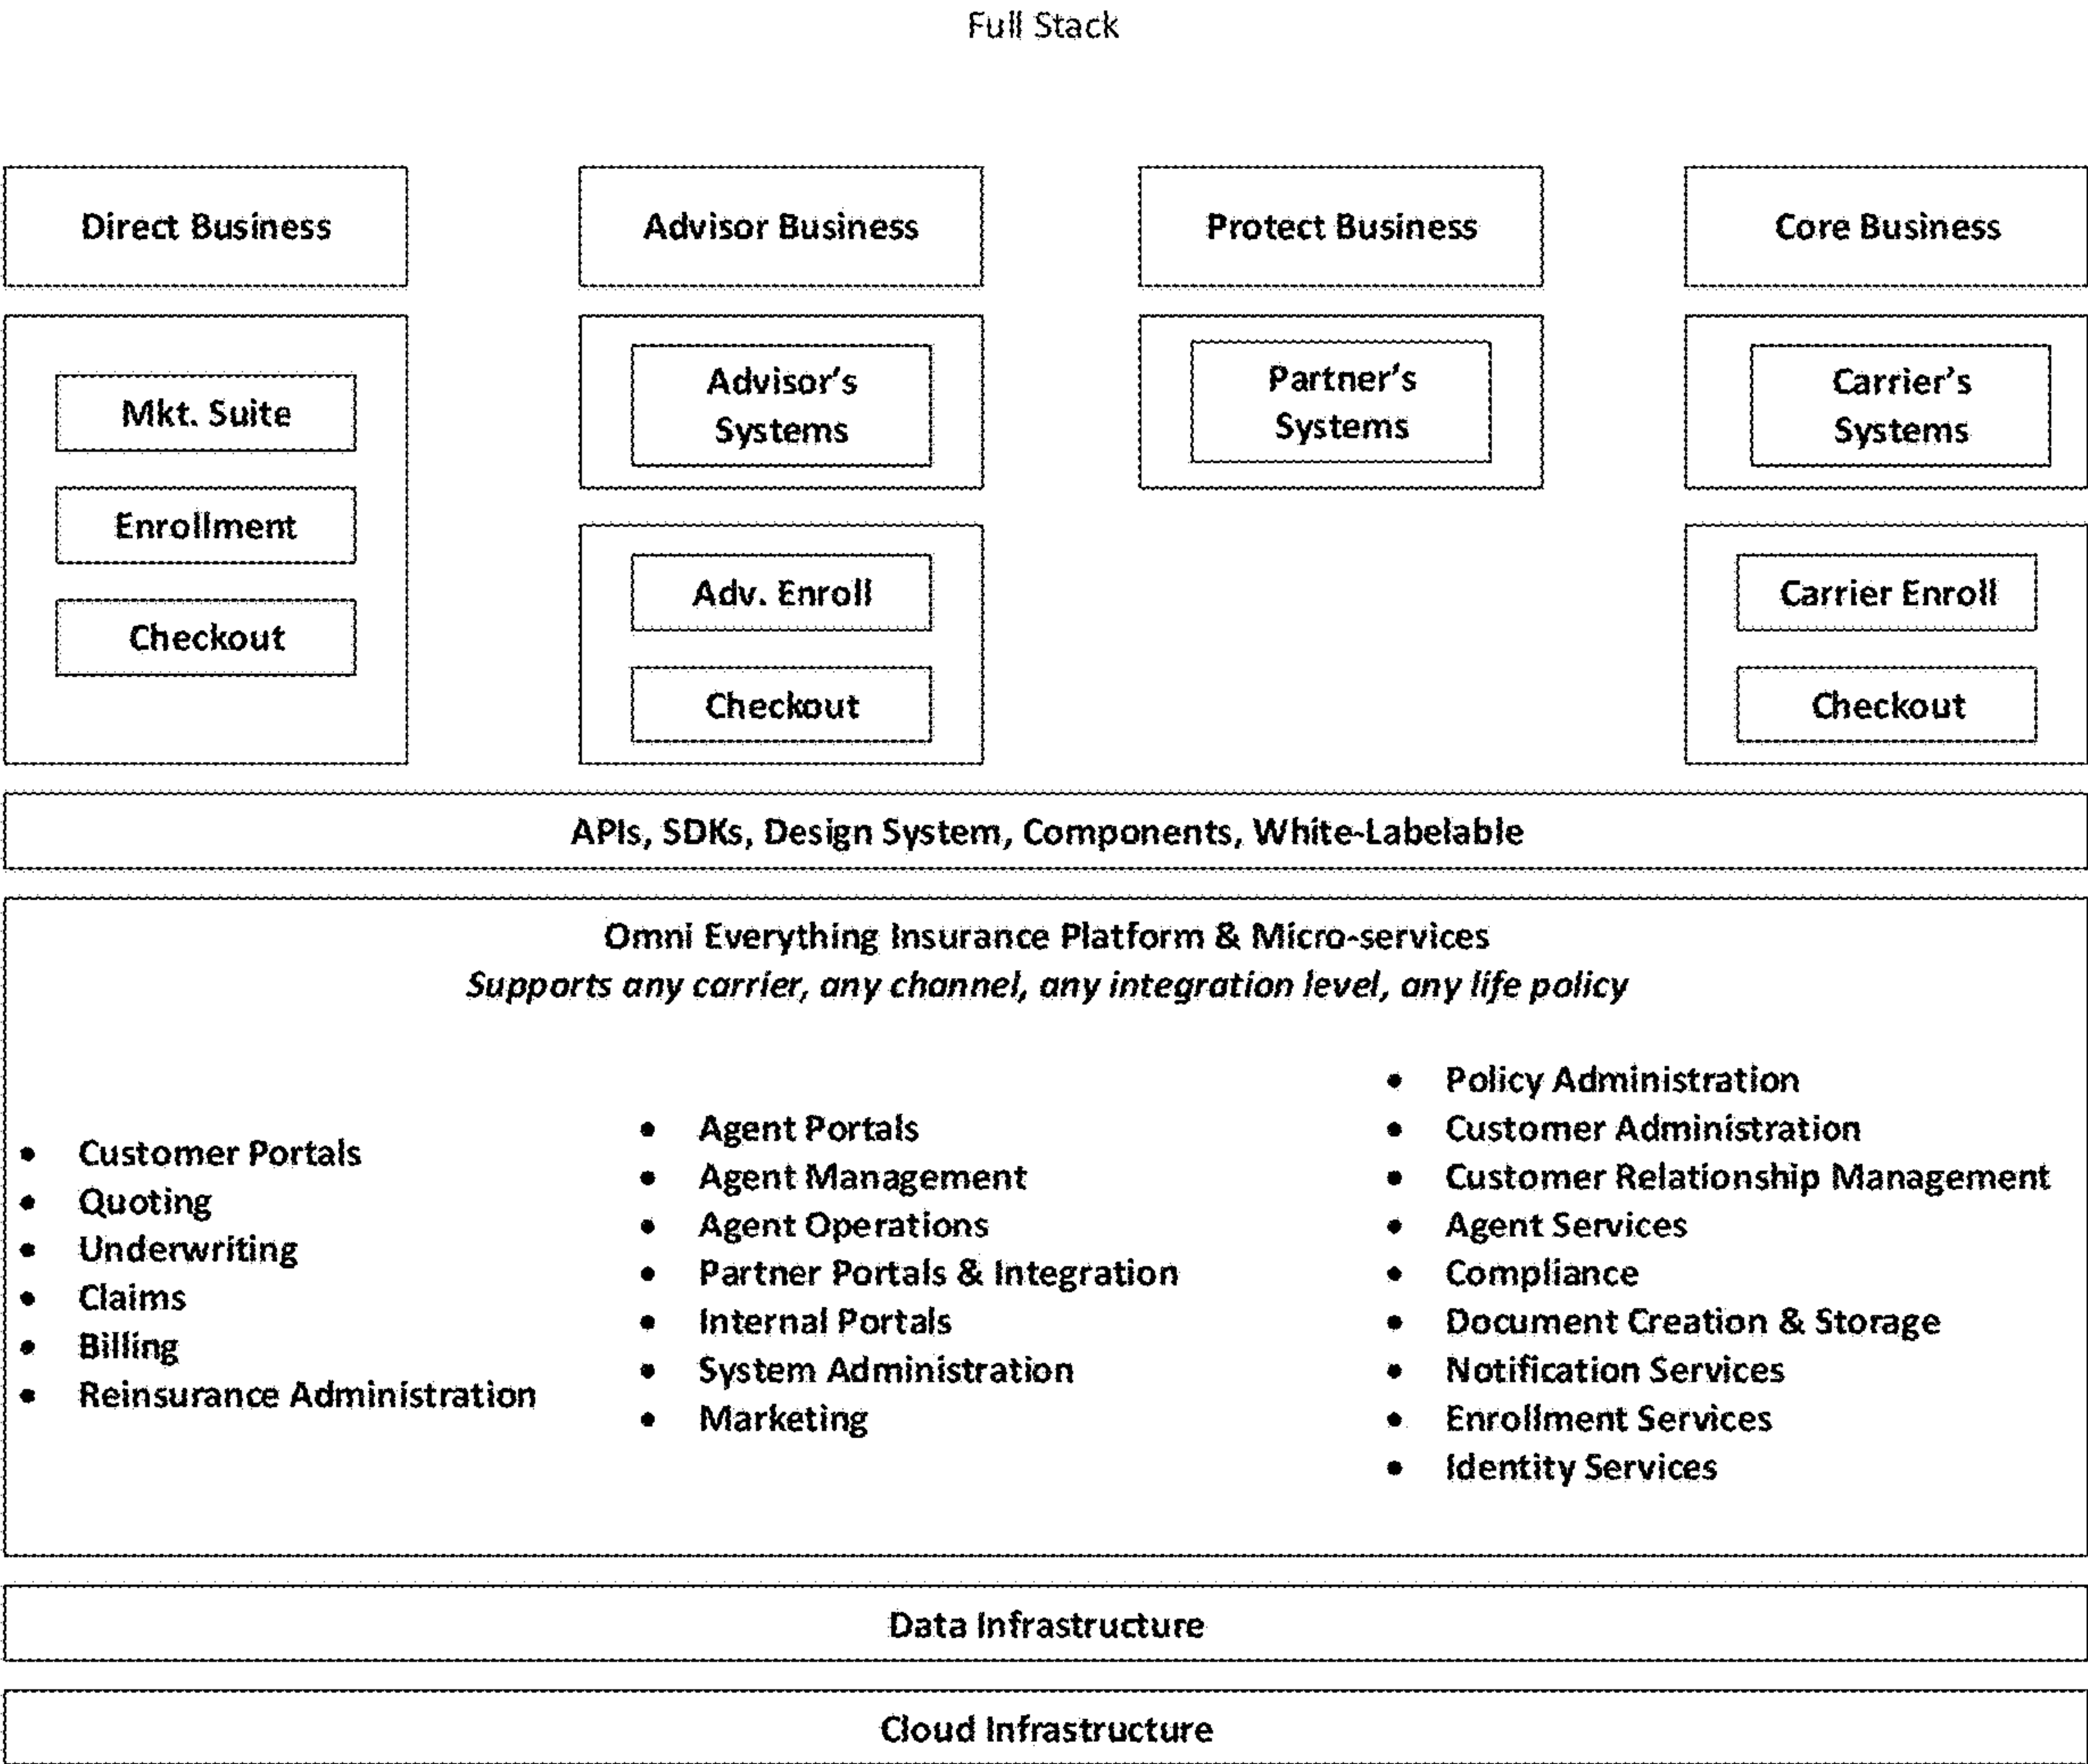 Full Stack
Direct Business
Advisor Business
Protect Business
Core Business
Mkt. Suite
Enrollment
Checkout
Advisor's
Systems
Adv. Enroll
Checkout
Partner's
Systems
Carrier's
Systems
Carrier Enroll
Checkout
APIs, SDKs, Design System, Components, White-Labelable
Omni Everything Insurance Platform & Micro-services
Supports any carrier, any channel, any integration level, any life policy
• Customer Portals
• Quoting
• Underwriting
• Claims
• Billing
• Reinsurance Administration
• Agent Portals
• Agent Management
• Agent Operations
• Partner Portals & Integration
• Internal Portals
• System Administration
• Marketing
• Policy Administration
• Customer Administration
• Customer Relationship Management
• Agent Services
• Compliance
• Document Creation & Storage
• Notification Services
• Enrollment Services
• Identity Services
Data Infrastructure
Cloud Infrastructure